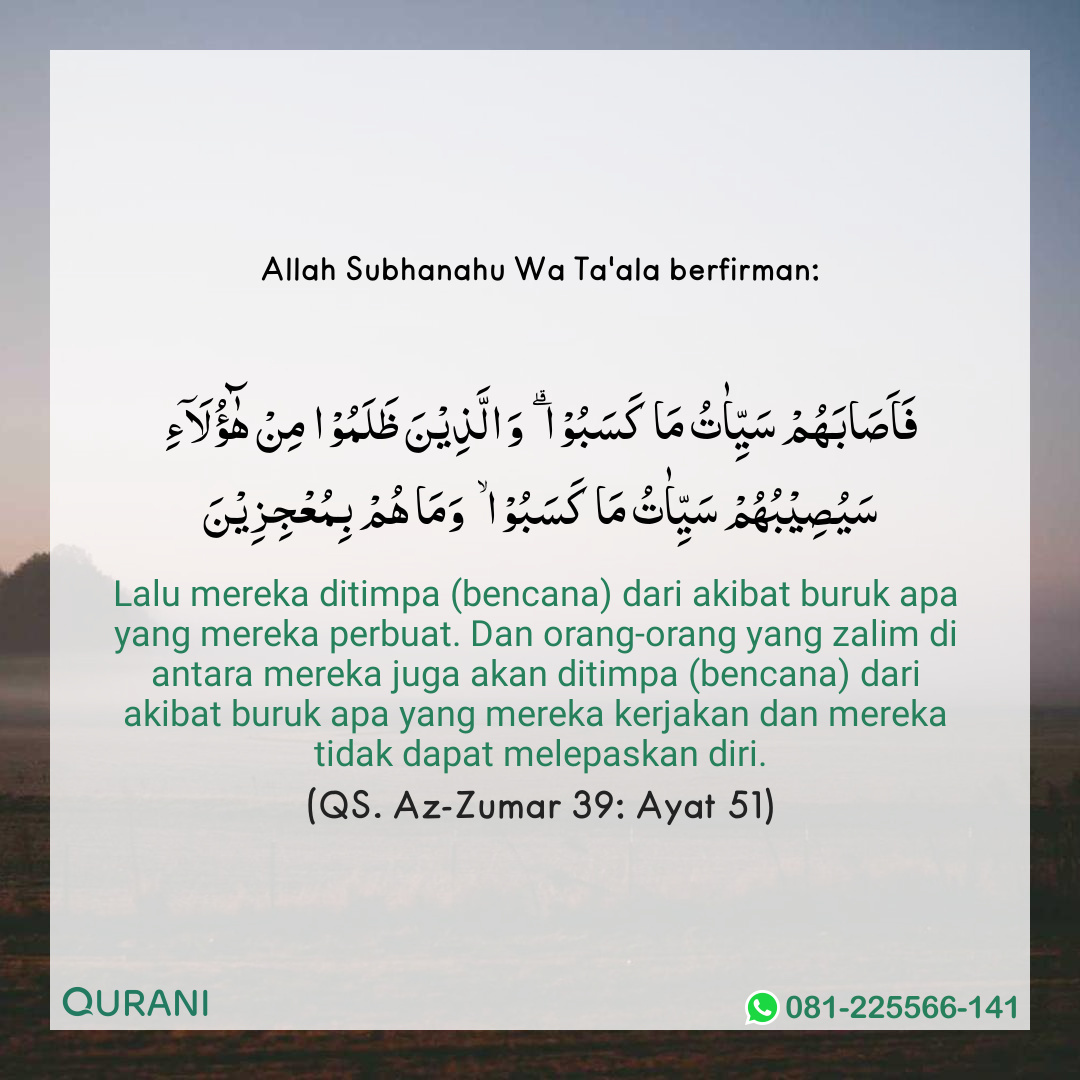 Allah Subhanahu Wa Ta'ala berfirman:
فَاَصَابَهُمْ سَيِّاٰتُ مَا كَسَبُوْا ۗ وَالَّذِيْنَ ظَلَمُوْا مِنْ هٰٓؤُلَاۤءِ
سَيُصِيْبُهُمْ سَيِّاٰتُ مَا كَسَبُوْا ۙ وَمَا هُمْ بِمُعْجِزِيْنَ
Lalu mereka ditimpa (bencana) dari akibat buruk apa
yang mereka perbuat. Dan orang-orang yang zalim di
antara mereka juga akan ditimpa (bencana) dari
akibat buruk apa yang mereka kerjakan dan mereka
tidak dapat melepaskan diri.
(QS. Az-Zumar 39: Ayat 51)
QURANI
081-225566-141